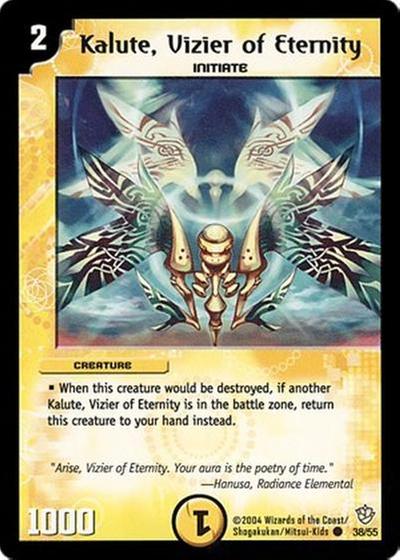 2
Kalute, Vizier of Eternity
INITIATE
CREATURE
▪ When this creature would be destroyed, if another
Kalute, Vizier of Eternity is in the battle zone, return
this creature to your hand instead.
"Arise, Vizier of Eternity. Your aura is the poetry of time."
—Hanusa, Radiance Elemental
1000
1
©2004 Wizards of the Coast/
Shogakukan/Mitsui-Kids ● 38/55